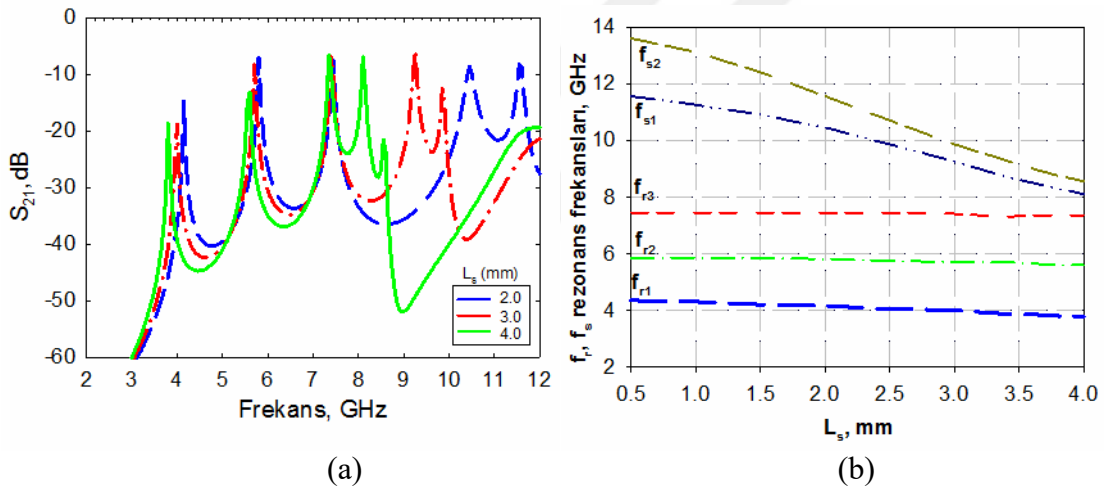 0
-10
-20
-30
-40
-50
-60
S₂₁, dB
2 3 4 5 6 7 8 9 10 11 12
Frekans, GHz
Lₛ (mm)
2.0
3.0
4.0
(a)
14
12
10
8
6
4
2
fᵣ, fₛ rezonans frekansları, GHz
fₛ₂
fₛ₁
fᵣ₃
fᵣ₂
fᵣ₁
0.5 1.0 1.5 2.0 2.5 3.0 3.5 4.0
Lₛ, mm
(b)